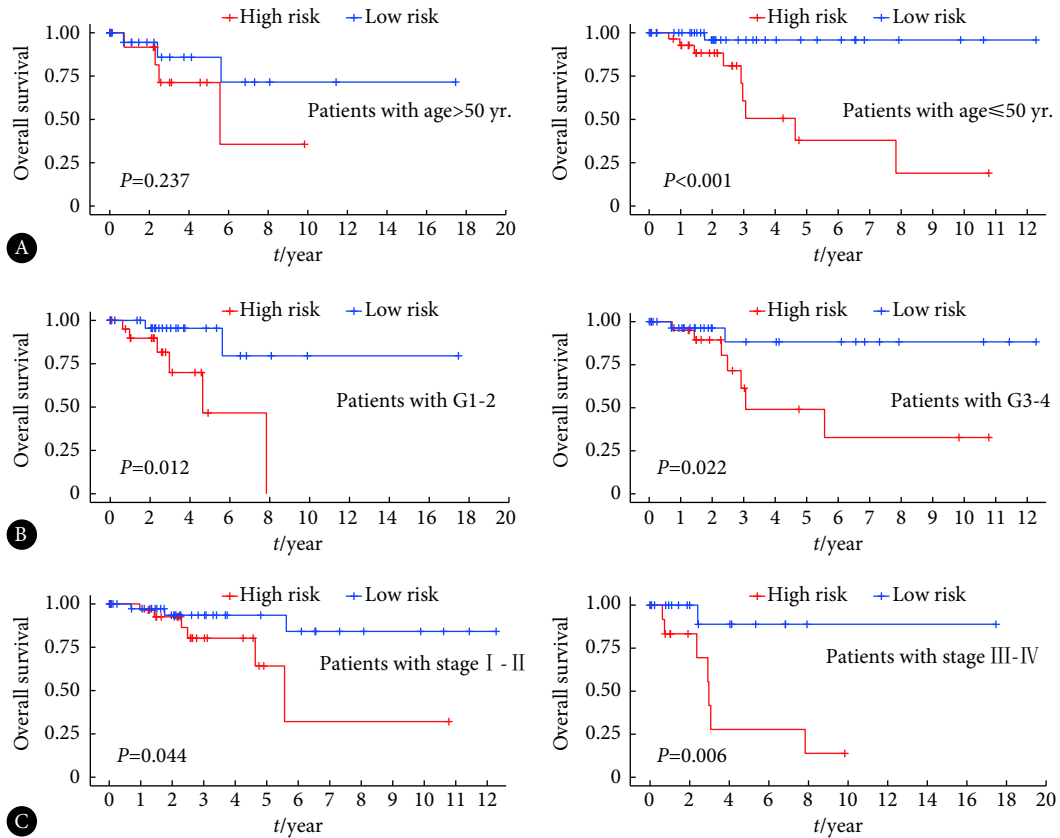 High risk Low risk
Overall survival
1.00
0.75
0.50
0.25
0
Patients with age>50 yr.
P=0.237
0 2 4 6 8 10 12 14 16 18 20
t/year
High risk Low risk
Overall survival
1.00
0.75
0.50
0.25
0
Patients with age≤50 yr.
P<0.001
0 1 2 3 4 5 6 7 8 9 10 11 12
t/year
A
High risk Low risk
Overall survival
1.00
0.75
0.50
0.25
0
Patients with G1-2
P=0.012
0 2 4 6 8 10 12 14 16 18 20
t/year
High risk Low risk
Overall survival
1.00
0.75
0.50
0.25
0
Patients with G3-4
P=0.022
0 1 2 3 4 5 6 7 8 9 10 11 12
t/year
B
High risk Low risk
Overall survival
1.00
0.75
0.50
0.25
0
Patients with stage Ⅰ-Ⅱ
P=0.044
0 1 2 3 4 5 6 7 8 9 10 11 12
t/year
High risk Low risk
Overall survival
1.00
0.75
0.50
0.25
0
Patients with stage Ⅲ-Ⅳ
P=0.006
0 2 4 6 8 10 12 14 16 18 20
t/year
C